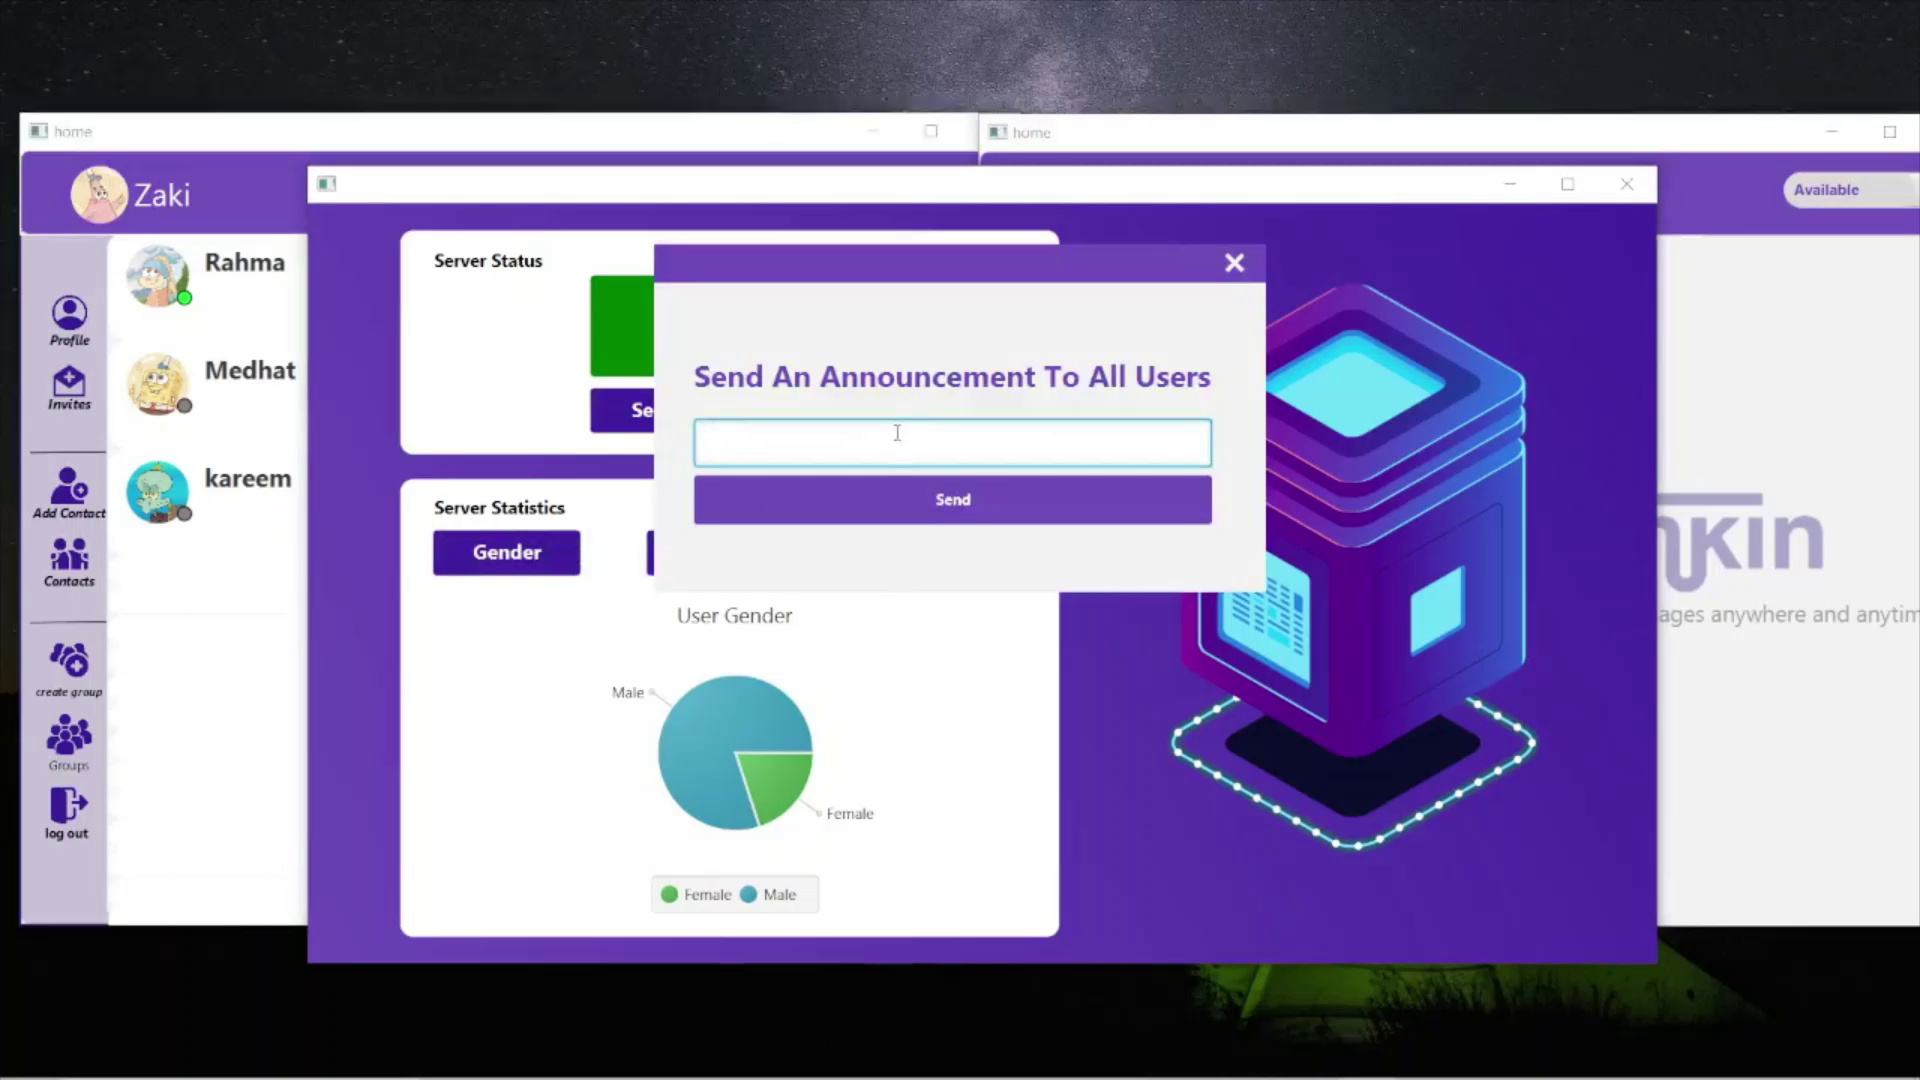 home
home
Zaki
Available
Rahma
Medhat
kareem
Profile
Invites
Add Contact
Contacts
create group
Groups
log out
Server Status
Se
Send An Announcement To All Users
Send
Server Statistics
Gender
User Gender
Male
Female
Female
Male
kin
ages anywhere and anytim